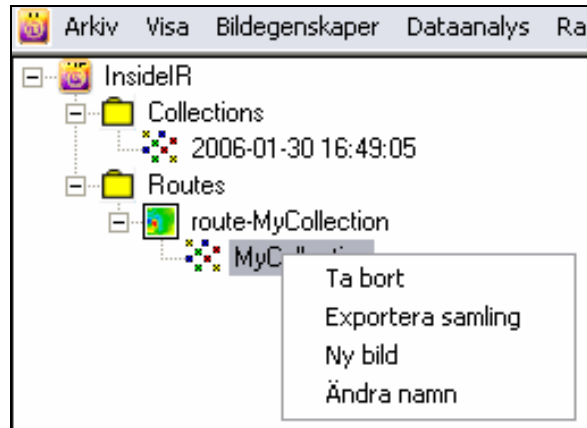 Arkiv Visa Bildegenskaper Dataanalys
InsideIR
Collections
2006-01-30 16:49:05
Routes
route-MyCollection
Ta bort
Exportera samling
Ny bild
Ändra namn